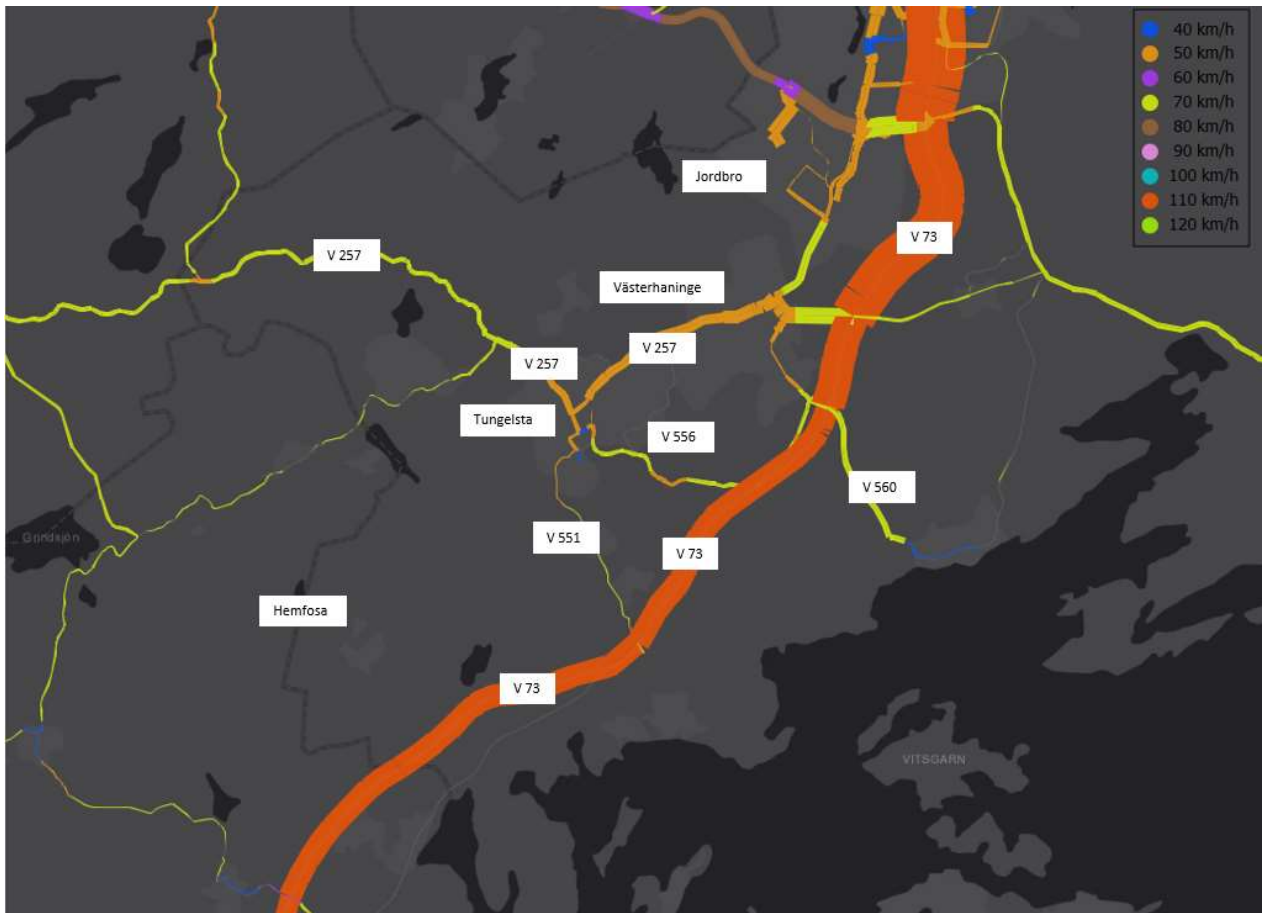 40 km/h
50 km/h
60 km/h
70 km/h
80 km/h
90 km/h
100 km/h
110 km/h
120 km/h
Jordbro
V 73
V 257
Västerhaninge
V 257
V 257
Tungelsta
V 556
V 560
V 551
V 73
Hemfosa
V 73
VITSGARN